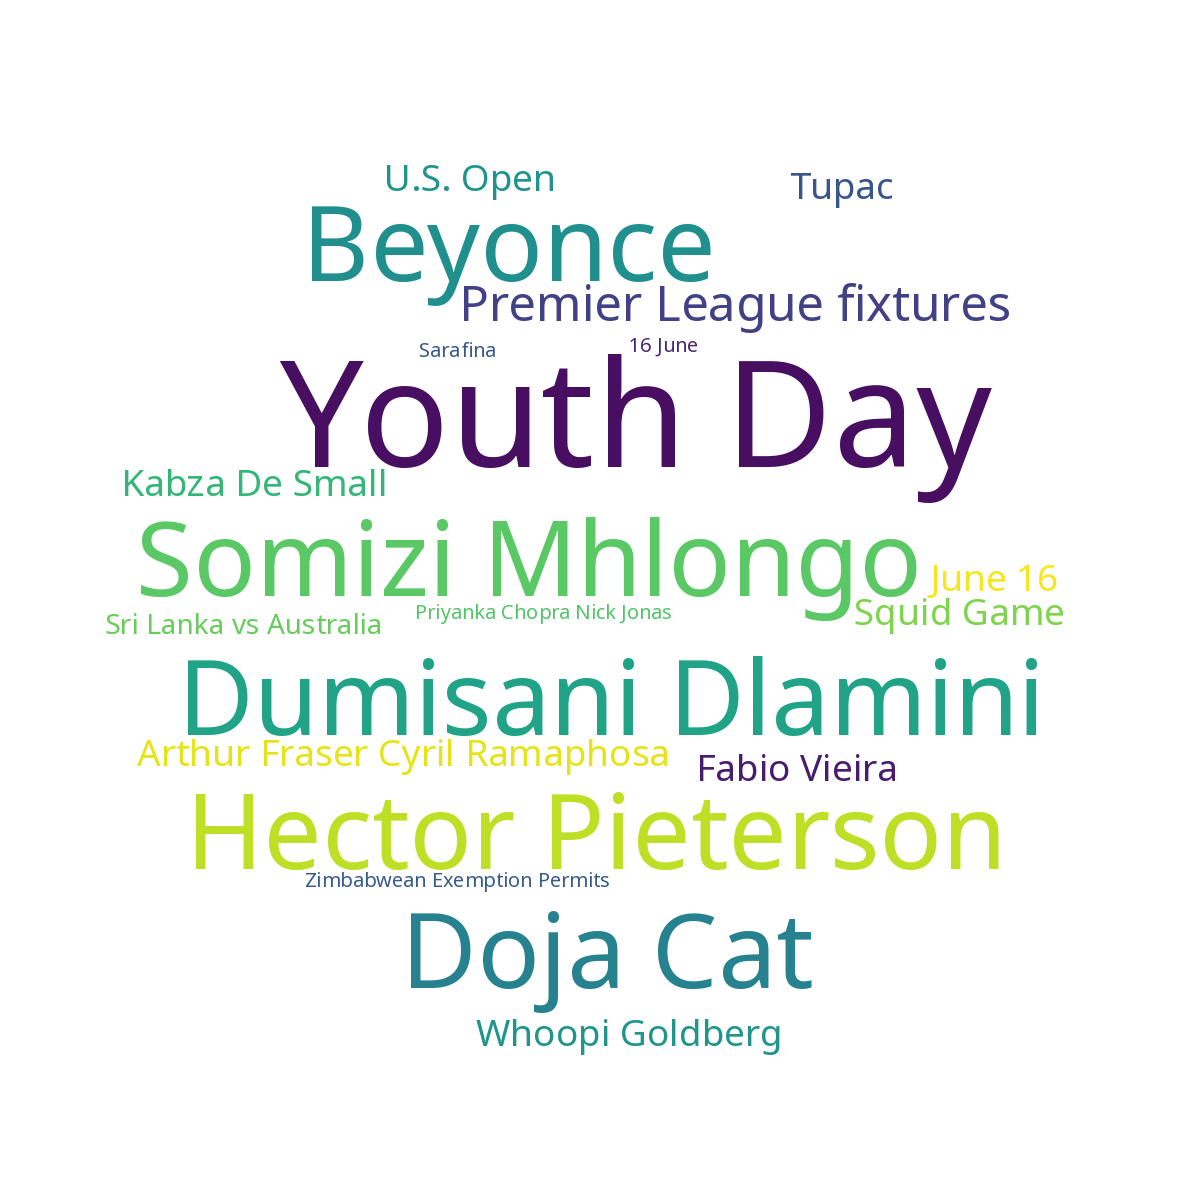 U.S. Open
Tupac
Beyonce
Premier League fixtures
Sarafina
16 June
Youth Day
Kabza De Small
Somizi Mhlongo
June 16
Squid Game
Sri Lanka vs Australia
Priyanka Chopra Nick Jonas
Dumisani Dlamini
Arthur Fraser Cyril Ramaphosa
Fabio Vieira
Hector Pieterson
Zimbabwean Exemption Permits
Doja Cat
Whoopi Goldberg